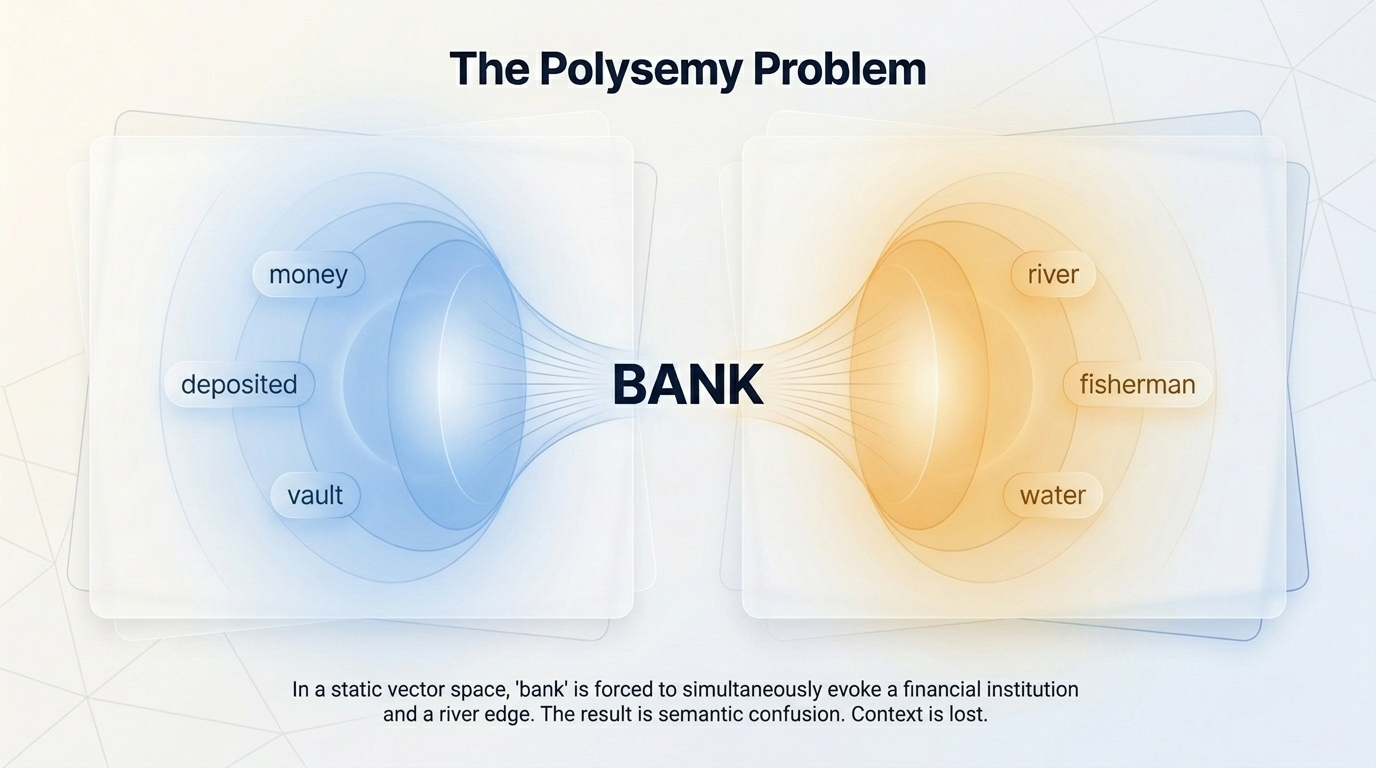 The Polysemy Problem
money
deposited
vault
BANK
river
fisherman
water
In a static vector space, 'bank' is forced to simultaneously evoke a financial institution
and a river edge. The result is semantic confusion. Context is lost.